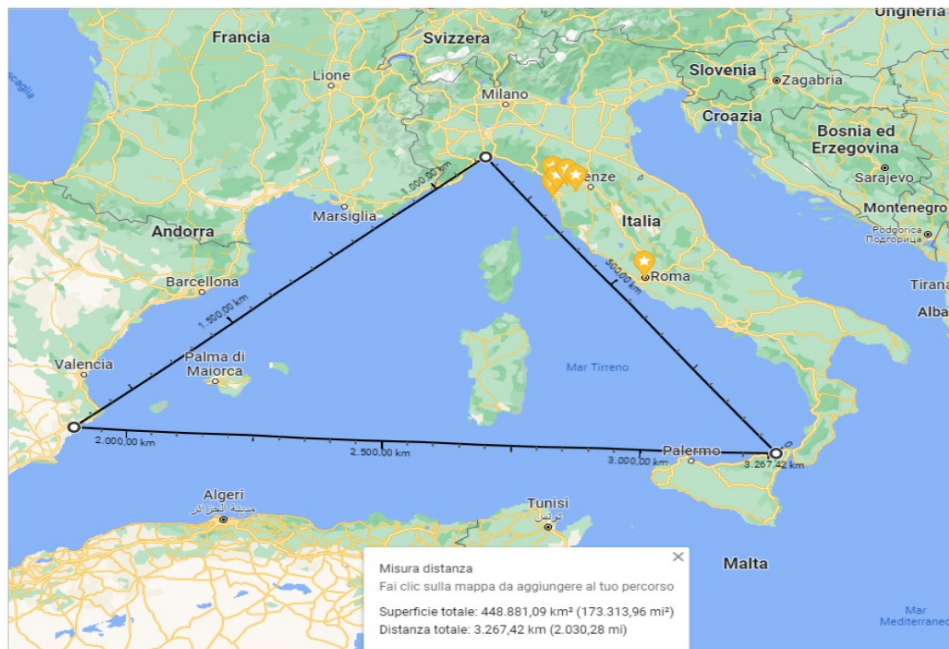 Ungheria
Francia
Svizzera
Slovenia
Zagabria
Lione
Milano
Croazia
Bosnia ed
Erzegovina
Sarajevo
1.000,00 km
enze
Marsiglia
Italia
Montenegro
Podgorica
Подгорица
Andorra
Barcellona
500,00 km
Roma
Tirana
1.500,00 km
Alba
Valencia
Palma di
Maiorca
Mar Tirreno
2.000,00 km
2.500,00 km
3.000,00 km
Palermo
3.267,42 km
Algeri
مدينة الجزائر
Tunisi
تونس
Malta
Misura distanza
Fai clic sulla mappa da aggiungere al tuo percorso
Superficie totale: 448.881,09 km² (173.313,96 mi²)
Distanza totale: 3.267,42 km (2.030,28 mi)
Mar
Mediterraneo